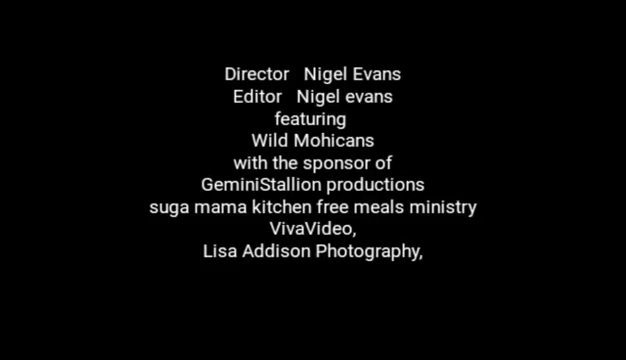 Director Nigel Evans
Editor Nigel evans
featuring
Wild Mohicans
with the sponsor of
GeminiStallion productions
suga mama kitchen free meals ministry
VivaVideo,
Lisa Addison Photography,